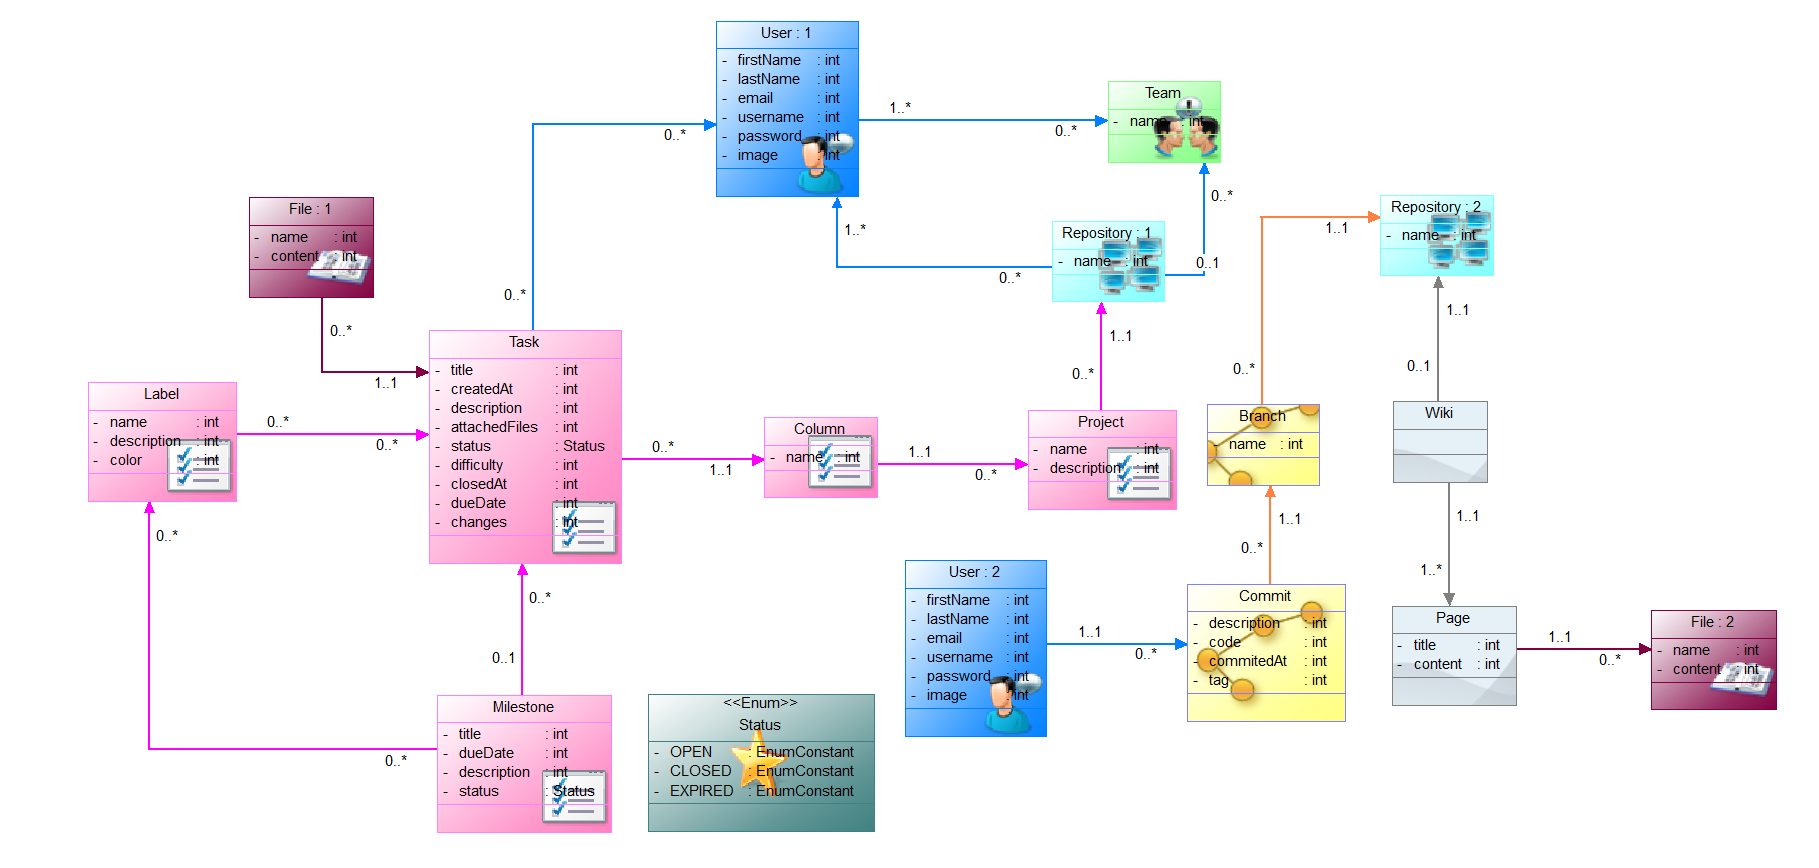 User : 1
- firstName : int
- lastName : int
- email : int
- username : int
- password : int
- image : int
1..*
0..*
Team
- name : int
0..*
0..*
1..*
0..*
0..1
Repository : 1
- name : int
Repository : 2
- name : int
1..1
File : 1
- name : int
- content : int
0..*
1..1
0..*
Task
- title : int
- createdAt : int
- description : int
- attachedFiles : int
- status : Status
- difficulty : int
- closedAt : int
- dueDate : int
- changes : int
Label
- name : int
- description : int
- color : int
0..*
0..*
0..*
1..1
Column
- name : int
1..1
0..*
1..1
0..*
Project
- name : int
- description : int
0..*
Branch
- name : int
1..1
0..1
Wiki
1..1
0..*
1..1
1..*
0..*
0..*
0..*
0..1
Milestone
- title : int
- dueDate : int
- description : int
- status : Status
<<Enum>>
Status
- OPEN : EnumConstant
- CLOSED : EnumConstant
- EXPIRED : EnumConstant
User : 2
- firstName : int
- lastName : int
- email : int
- username : int
- password : int
- image : int
1..1
0..*
Commit
- description : int
- code : int
- commitedAt : int
- tag : int
Page
- title : int
- content : int
1..1
0..*
File : 2
- name : int
- content : int